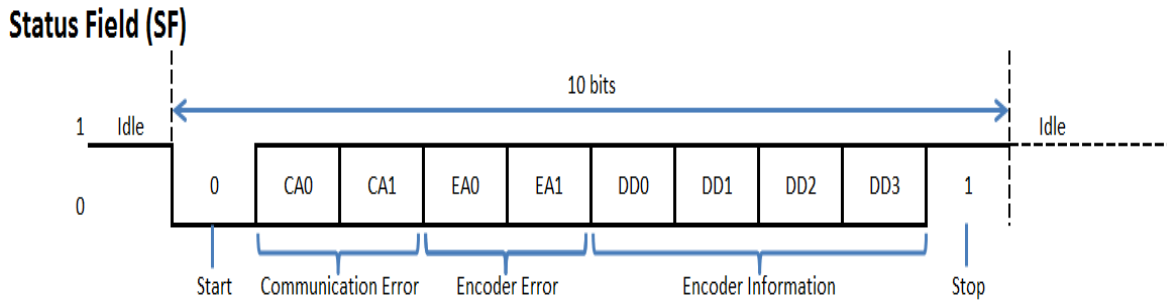 Status Field (SF)
10 bits
1 Idle Idle
0 CA0 CA1 EA0 EA1 DD0 DD1 DD2 DD3 1
0
Start Communication Error Encoder Error Encoder Information Stop